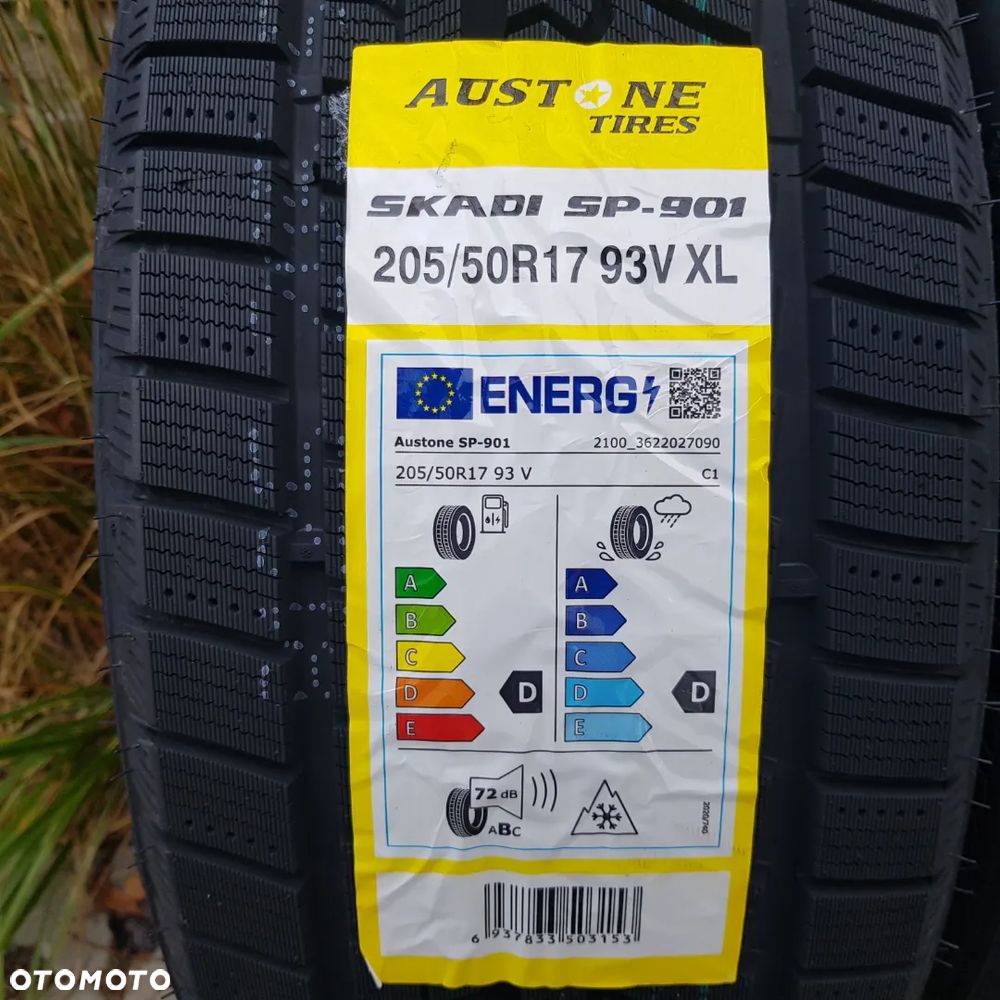 AUSTONE
TIRES
SKADI SP-901
205/50R17 93V XL
ENERG
Austone SP-901 2100_3622027090
205/50R17 93 V C1
A A
B B
C C
D D D D
E E
72 dB
ABC
2020/740
6 937833 503153
OTOMOTO